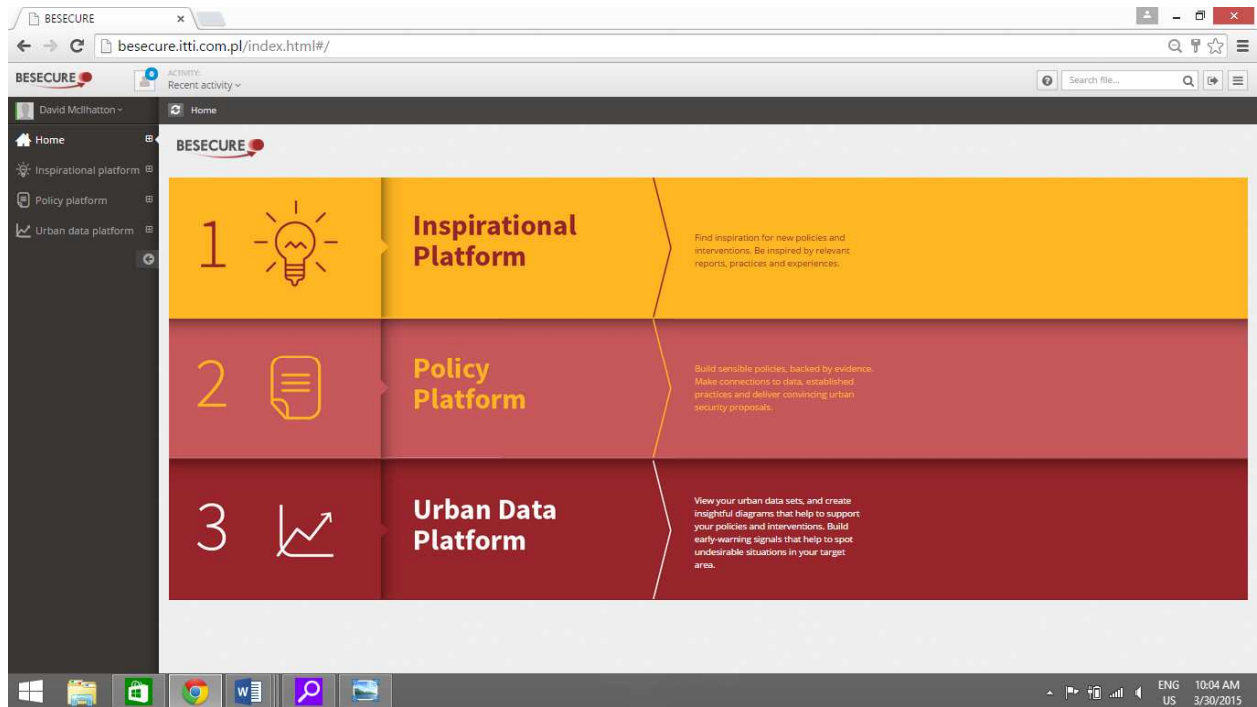 BESECURE
besecure.itti.com.pl/index.html#/
BESECURE
0
ACTIVITY:
Recent activity
Search file...
David McIlhatton
Home
Home
Inspirational platform
Policy platform
Urban data platform
BESECURE
1
Inspirational
Platform
Find inspiration for new policies and
interventions. Be inspired by relevant
reports, practices and experiences.
2
Policy
Platform
Build sensible policies, backed by evidence.
Make connections to data, established
practices and deliver convincing urban
security proposals.
3
Urban Data
Platform
View your urban data sets, and create
insightful diagrams that help to support
your policies and interventions. Build
early-warning signals that help to spot
undesirable situations in your target
area.
ENG 10:04 AM
US 3/30/2015